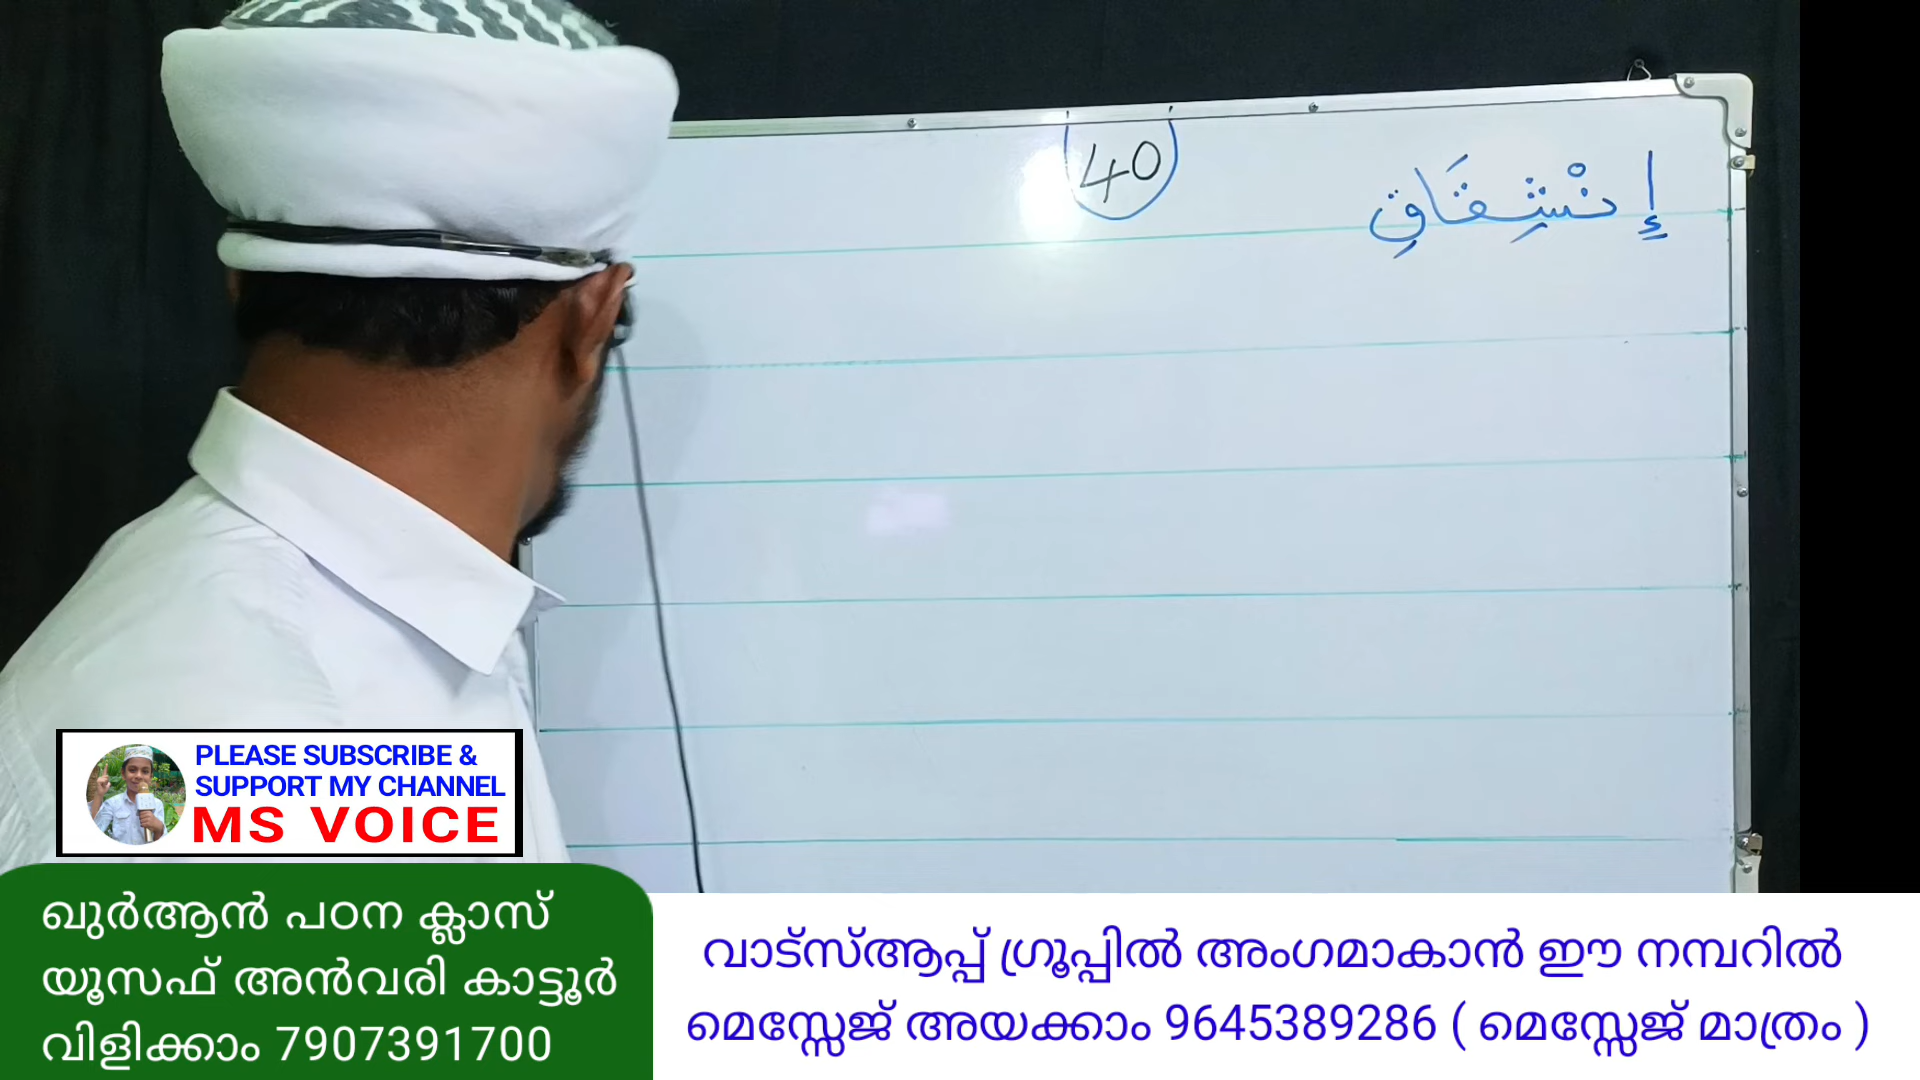 40
إِنْشِقَاقِ
PLEASE SUBSCRIBE &
SUPPORT MY CHANNEL
MS VOICE
ഖുർആൻ പഠന ക്ലാസ്
യൂസഫ് അൻവരി കാട്ടൂർ
വിളിക്കാം 7907391700
വാട്സ്ആപ്പ് ഗ്രൂപ്പിൽ അംഗമാകാൻ ഈ നമ്പറിൽ
മെസ്സേജ് അയക്കാം 9645389286 ( മെസ്സേജ് മാത്രം )